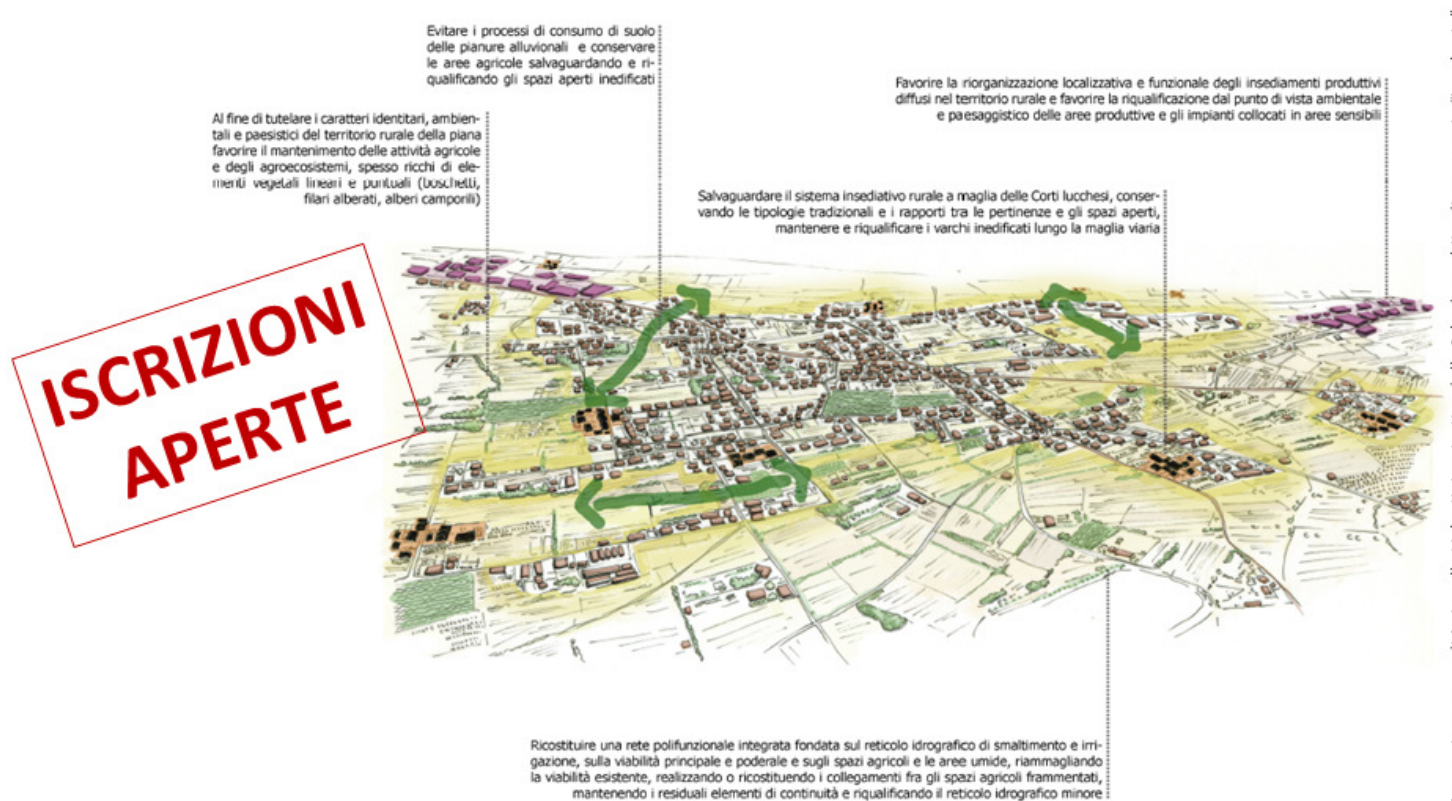 Evitare i processi di consumo di suolo
delle pianure alluvionali e conservare
le aree agricole salvaguardando e ri-
qualificando gli spazi aperti inedificati
Favorire la riorganizzazione localizzativa e funzionale degli insediamenti produttivi
diffusi nel territorio rurale e favorire la riqualificazione dal punto di vista ambientale
e paesaggistico delle aree produttive e gli impianti collocati in aree sensibili
Al fine di tutelare i caratteri identitari, ambien-
tali e paesistici del territorio rurale della piana
favorire il mantenimento delle attività agricole
e degli agroecosistemi, spesso ricchi di ele-
menti vegetali lineari e puntuali (boschetti,
filari alberati, alberi camporili)
Salvaguardare il sistema insediativo rurale a maglia delle Corti lucchesi, conser-
vando le tipologie tradizionali e i rapporti tra le pertinenze e gli spazi aperti,
mantenere e riqualificare i varchi inedificati lungo la maglia viaria
ISCRIZIONI
APERTE
Ricostituire una rete polifunzionale integrata fondata sul reticolo idrografico di smaltimento e irri-
gazione, sulla viabilità principale e poderale e sugli spazi agricoli e le aree umide, riammagliando
la viabilità esistente, realizzando o ricostituendo i collegamenti fra gli spazi agricoli frammentati,
mantenendo i residuali elementi di continuità e riqualificando il reticolo idrografico minore